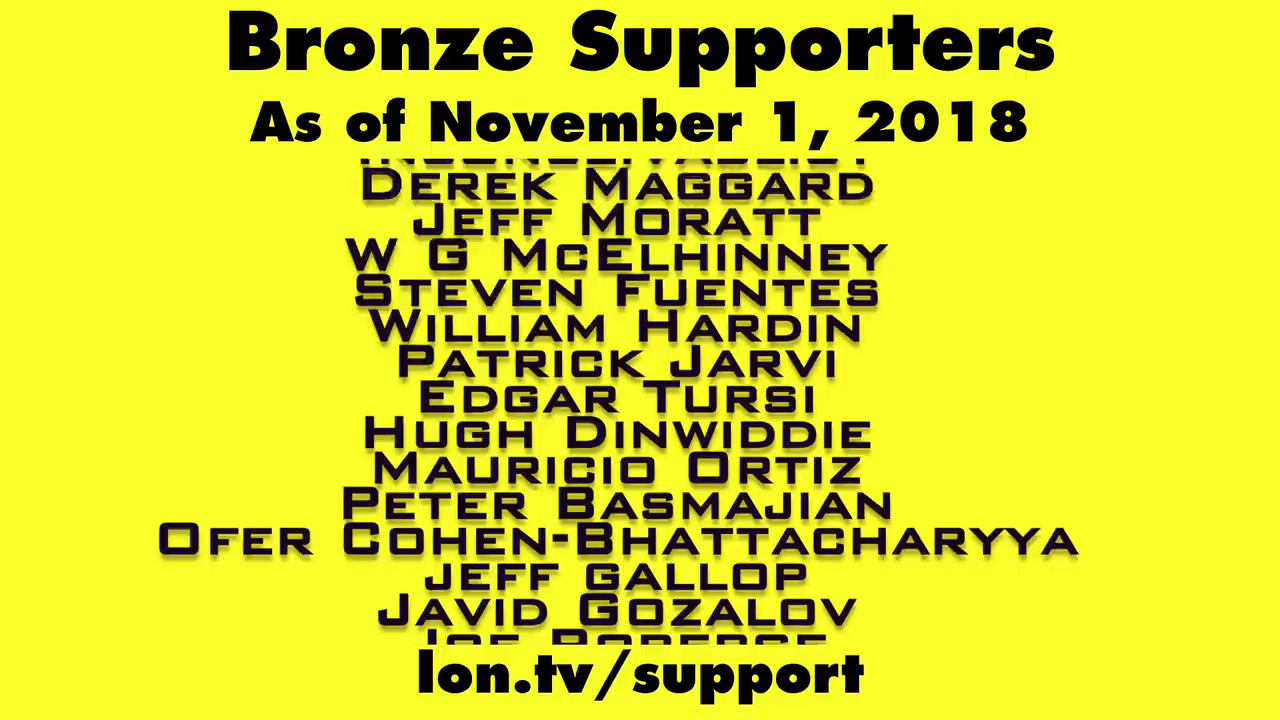 Bronze Supporters
As of November 1, 2018
Derek Maggard
Jeff Moratt
W G McElhinney
Steven Fuentes
William Hardin
Patrick Jarvi
Edgar Tursi
Hugh Dinwiddie
Mauricio Ortiz
Peter Basmajian
Ofer Cohen-Bhattacharyya
jeff gallop
Javid Gozalov
lon.tv/support